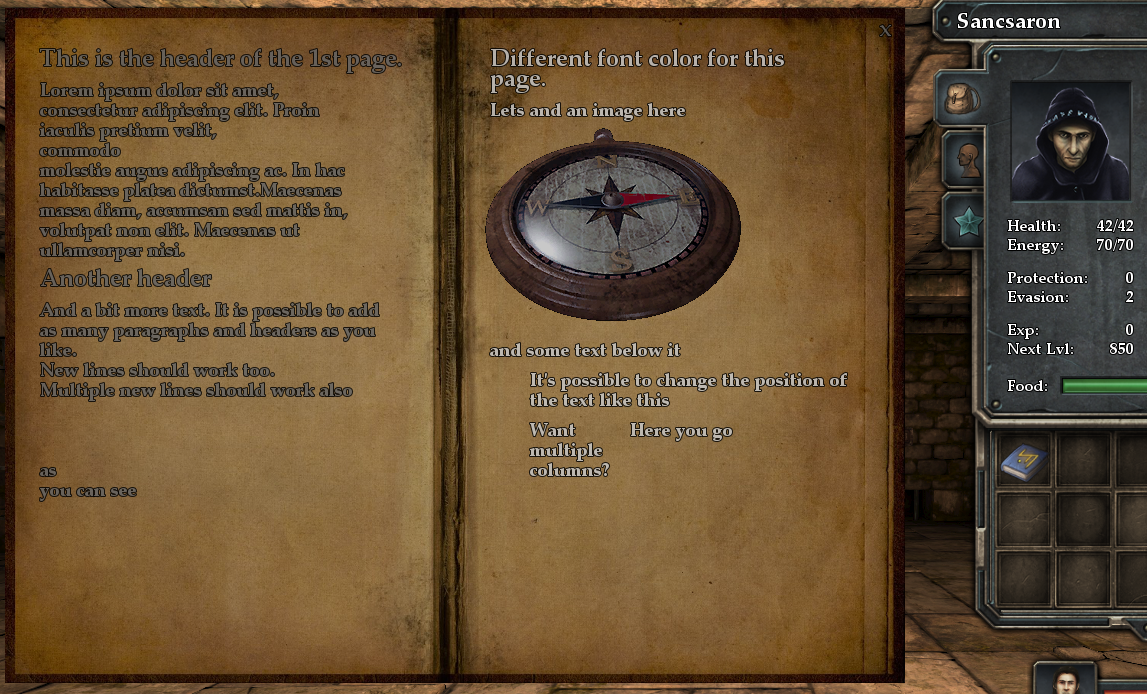 This is the header of the 1st page.
Lorem ipsum dolor sit amet,
consectetur adipiscing elit. Proin
iaculis pretium velit,
commodo
molestie augue adipiscing ac. In hac
habitasse platea dictumst.Maecenas
massa diam, accumsan sed mattis in,
volutpat non elit. Maecenas ut
ullamcorper nisi.
Another header
And a bit more text. It is possible to add
as many paragraphs and headers as you
like.
New lines should work too.
Multiple new lines should work also
as
you can see
X
Different font color for this
page.
Lets and an image here
N
W
E
S
and some text below it
It's possible to change the position of
the text like this
Want
multiple
columns?
Here you go
Sancsaron
Health: 42/42
Energy: 70/70
Protection: 0
Evasion: 2
Exp: 0
Next Lvl: 850
Food: